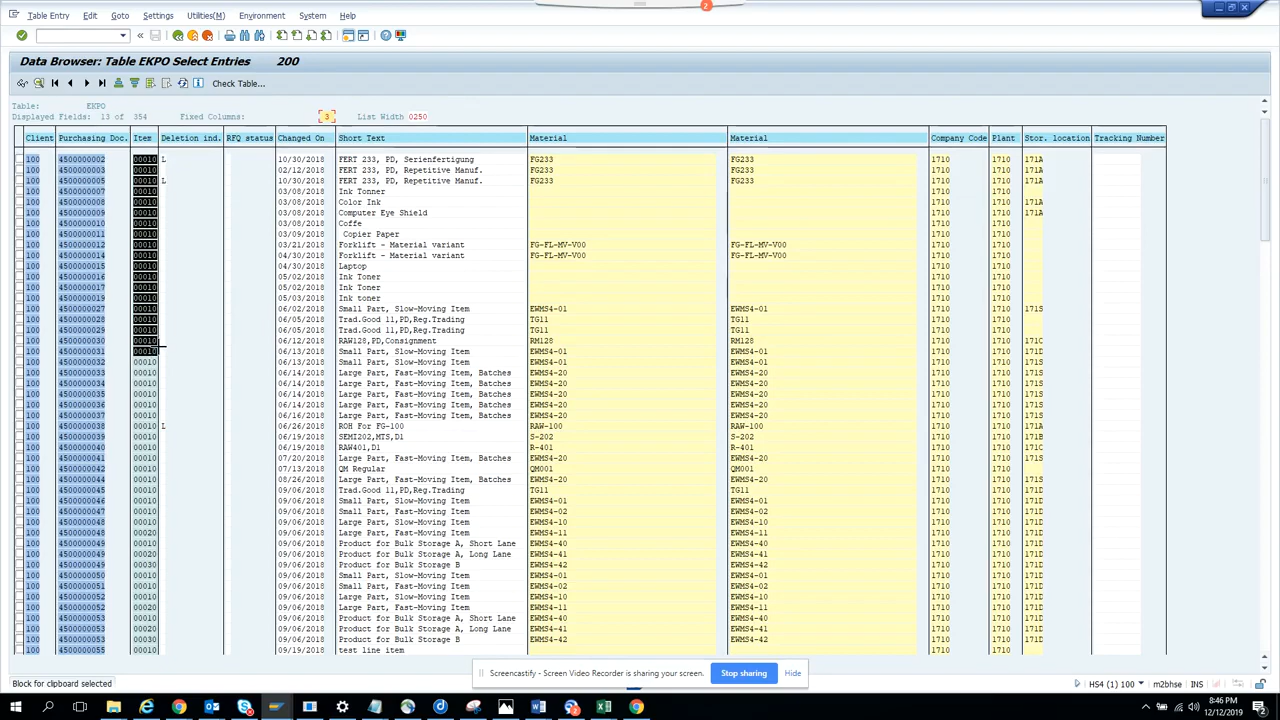 2
Table Entry Edit Goto Settings Utilities(M) Environment System Help
Data Browser: Table EKPO Select Entries 200
Check Table...
Table: EKPO
Displayed Fields: 13 of 354 Fixed Columns: 3 List Width 0250
Client Purchasing Doc. Item Deletion ind. RFQ status Changed On Short Text Material Material Company Code Plant Stor. location Tracking Number
100 4500000002 00010 L 10/30/2018 FERT 233, PD, Serienfertigung FG233 FG233 1710 1710 171A
100 4500000003 00010 02/12/2018 FERT 233, PD, Repetitive Manuf. FG233 FG233 1710 1710 171A
100 4500000005 00010 L 10/30/2018 FERT 233, PD, Repetitive Manuf. FG233 FG233 1710 1710 171A
100 4500000007 00010 03/08/2018 Ink Tonner 1710 1710
100 4500000008 00010 03/08/2018 Color Ink 1710 1710 171A
100 4500000009 00010 03/08/2018 Computer Eye Shield 1710 1710 171A
100 4500000010 00010 03/08/2018 Coffe 1710 1710
100 4500000011 00010 03/09/2018 Copier Paper 1710 1710
100 4500000012 00010 03/21/2018 Forklift - Material variant FG-FL-MV-V00 FG-FL-MV-V00 1710 1710
100 4500000014 00010 04/30/2018 Forklift - Material variant FG-FL-MV-V00 FG-FL-MV-V00 1710 1710
100 4500000015 00010 04/30/2018 Laptop 1710 1710
100 4500000016 00010 05/02/2018 Ink Toner 1710 1710
100 4500000017 00010 05/02/2018 Ink Toner 1710 1710
100 4500000019 00010 05/03/2018 Ink toner 1710 1710
100 4500000027 00010 06/02/2018 Small Part, Slow-Moving Item EWMS4-01 EWMS4-01 1710 1710 171S
100 4500000028 00010 06/05/2018 Trad.Good 11,PD,Reg.Trading TG11 TG11 1710 1710
100 4500000029 00010 06/05/2018 Trad.Good 11,PD,Reg.Trading TG11 TG11 1710 1710
100 4500000030 00010 06/12/2018 RAW128,PD,Consignment RM128 RM128 1710 1710 171C
100 4500000031 00010 06/13/2018 Small Part, Slow-Moving Item EWMS4-01 EWMS4-01 1710 1710 171D
100 4500000032 00010 06/13/2018 Small Part, Slow-Moving Item EWMS4-01 EWMS4-01 1710 1710 171S
100 4500000033 00010 06/14/2018 Large Part, Fast-Moving Item, Batches EWMS4-20 EWMS4-20 1710 1710 171S
100 4500000034 00010 06/14/2018 Large Part, Fast-Moving Item, Batches EWMS4-20 EWMS4-20 1710 1710 171S
100 4500000035 00010 06/14/2018 Large Part, Fast-Moving Item, Batches EWMS4-20 EWMS4-20 1710 1710 171S
100 4500000036 00010 06/14/2018 Large Part, Fast-Moving Item, Batches EWMS4-20 EWMS4-20 1710 1710 171S
100 4500000037 00010 06/14/2018 Large Part, Fast-Moving Item, Batches EWMS4-20 EWMS4-20 1710 1710 171S
100 4500000038 00010 L 06/26/2018 ROH For FG-100 RAW-100 RAW-100 1710 1710 171A
100 4500000039 00010 06/19/2018 SEMI202,MTS,D1 S-202 S-202 1710 1710 171B
100 4500000040 00010 06/19/2018 RAW401,D1 R-401 R-401 1710 1710 171C
100 4500000041 00010 07/20/2018 Large Part, Fast-Moving Item, Batches EWMS4-20 EWMS4-20 1710 1710 171S
100 4500000042 00010 07/13/2018 QM Regular QM001 QM001 1710 1710 171A
100 4500000044 00010 08/26/2018 Large Part, Fast-Moving Item, Batches EWMS4-20 EWMS4-20 1710 1710 171S
100 4500000045 00010 09/06/2018 Trad.Good 11,PD,Reg.Trading TG11 TG11 1710 1710 171D
100 4500000046 00010 09/06/2018 Small Part, Slow-Moving Item EWMS4-01 EWMS4-01 1710 1710 171D
100 4500000047 00010 09/06/2018 Small Part, Fast-Moving Item EWMS4-02 EWMS4-02 1710 1710 171D
100 4500000048 00010 09/06/2018 Large Part, Slow-Moving Item EWMS4-10 EWMS4-10 1710 1710 171D
100 4500000048 00020 09/06/2018 Large Part, Fast-Moving Item EWMS4-11 EWMS4-11 1710 1710 171D
100 4500000049 00010 09/06/2018 Product for Bulk Storage A, Short Lane EWMS4-40 EWMS4-40 1710 1710 171D
100 4500000049 00020 09/06/2018 Product for Bulk Storage A, Long Lane EWMS4-41 EWMS4-41 1710 1710 171D
100 4500000049 00030 09/06/2018 Product for Bulk Storage B EWMS4-42 EWMS4-42 1710 1710 171D
100 4500000050 00010 09/06/2018 Small Part, Slow-Moving Item EWMS4-01 EWMS4-01 1710 1710 171D
100 4500000051 00010 09/06/2018 Small Part, Fast-Moving Item EWMS4-02 EWMS4-02 1710 1710 171D
100 4500000052 00010 09/06/2018 Large Part, Slow-Moving Item EWMS4-10 EWMS4-10 1710 1710 171D
100 4500000052 00020 09/06/2018 Large Part, Fast-Moving Item EWMS4-11 EWMS4-11 1710 1710 171D
100 4500000053 00010 09/06/2018 Product for Bulk Storage A, Short Lane EWMS4-40 EWMS4-40 1710 1710 171D
100 4500000053 00020 09/06/2018 Product for Bulk Storage A, Long Lane EWMS4-41 EWMS4-41 1710 1710 171D
100 4500000053 00030 09/06/2018 Product for Bulk Storage B EWMS4-42 EWMS4-42 1710 1710 171D
100 4500000055 00010 09/19/2018 test line item 1710 1710 171D
Screencastify - Screen Video Recorder is sharing your screen. Stop sharing Hide
Block for clipboard selected HS4 (1) 100 m2bhse INS
8:46 PM
12/12/2019
2